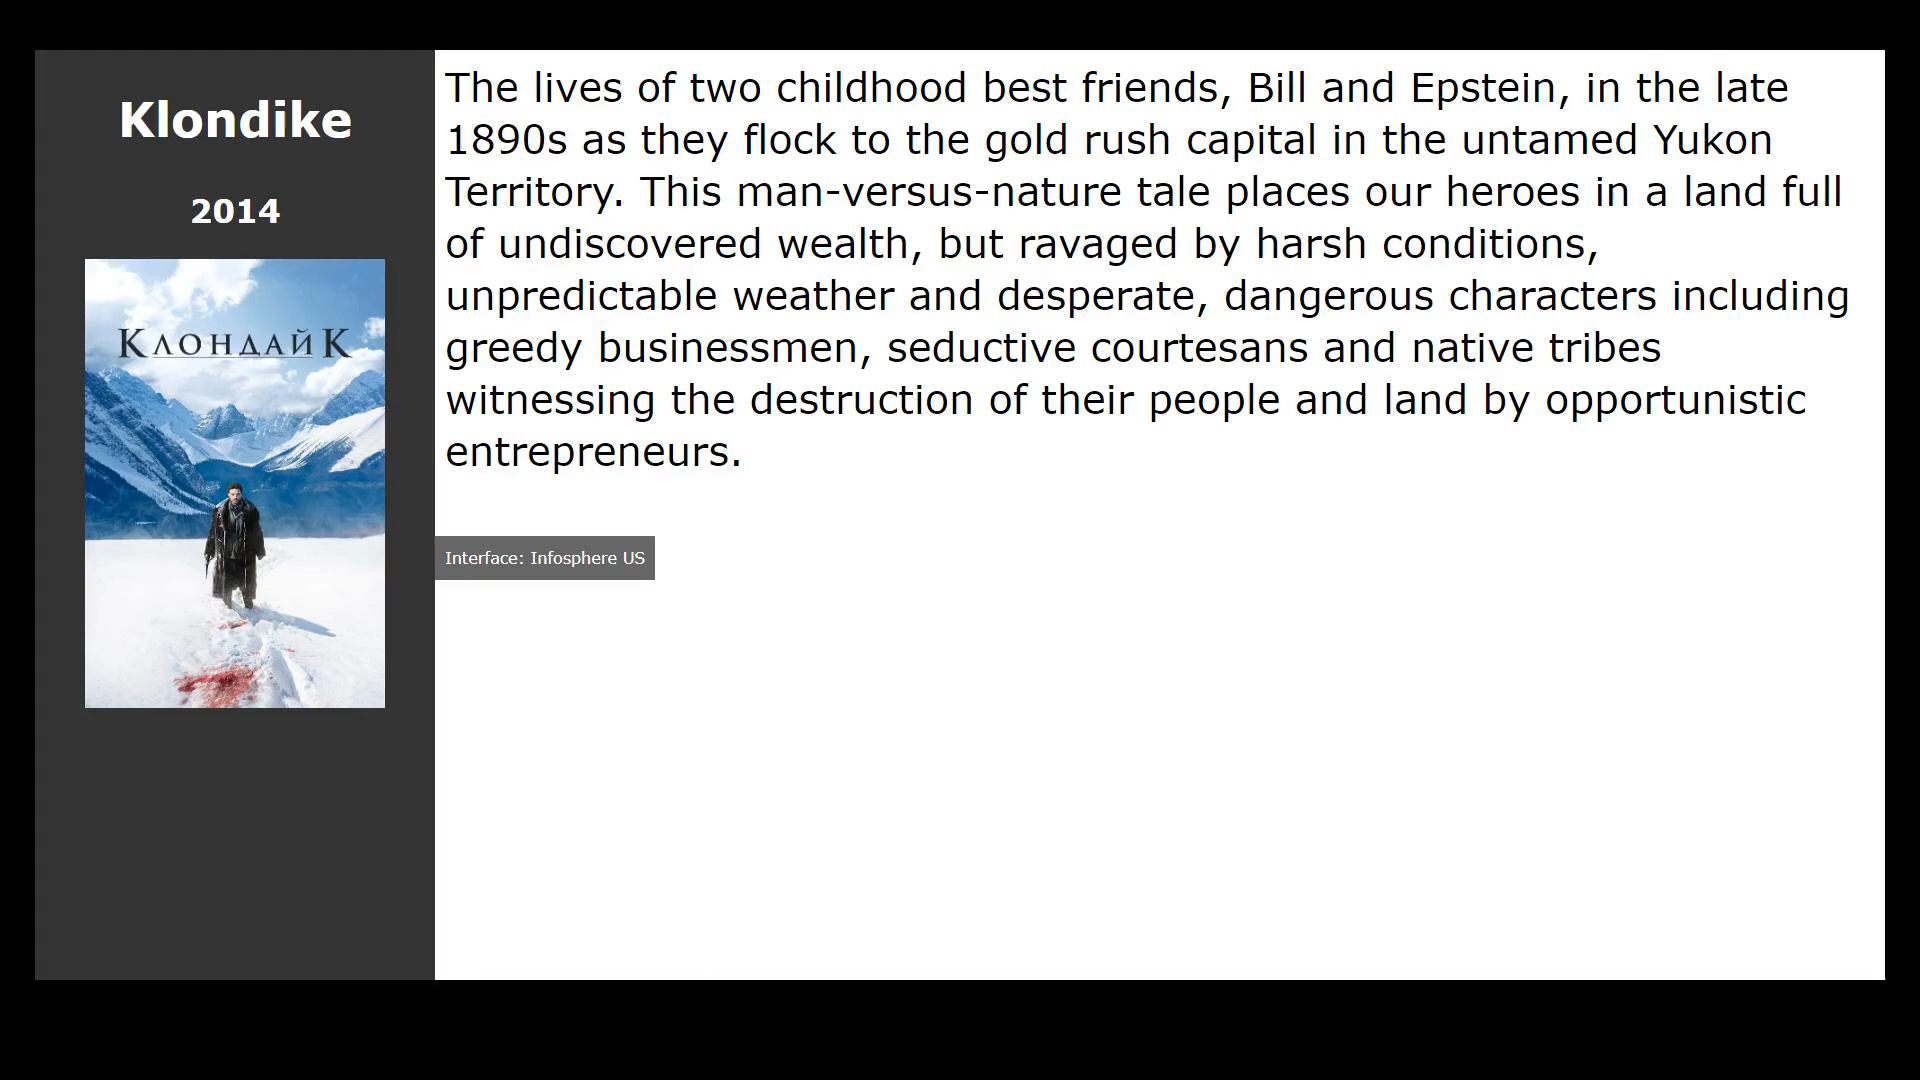 Klondike
2014
КЛОНДАЙК
The lives of two childhood best friends, Bill and Epstein, in the late
1890s as they flock to the gold rush capital in the untamed Yukon
Territory. This man-versus-nature tale places our heroes in a land full
of undiscovered wealth, but ravaged by harsh conditions,
unpredictable weather and desperate, dangerous characters including
greedy businessmen, seductive courtesans and native tribes
witnessing the destruction of their people and land by opportunistic
entrepreneurs.
Interface: Infosphere US